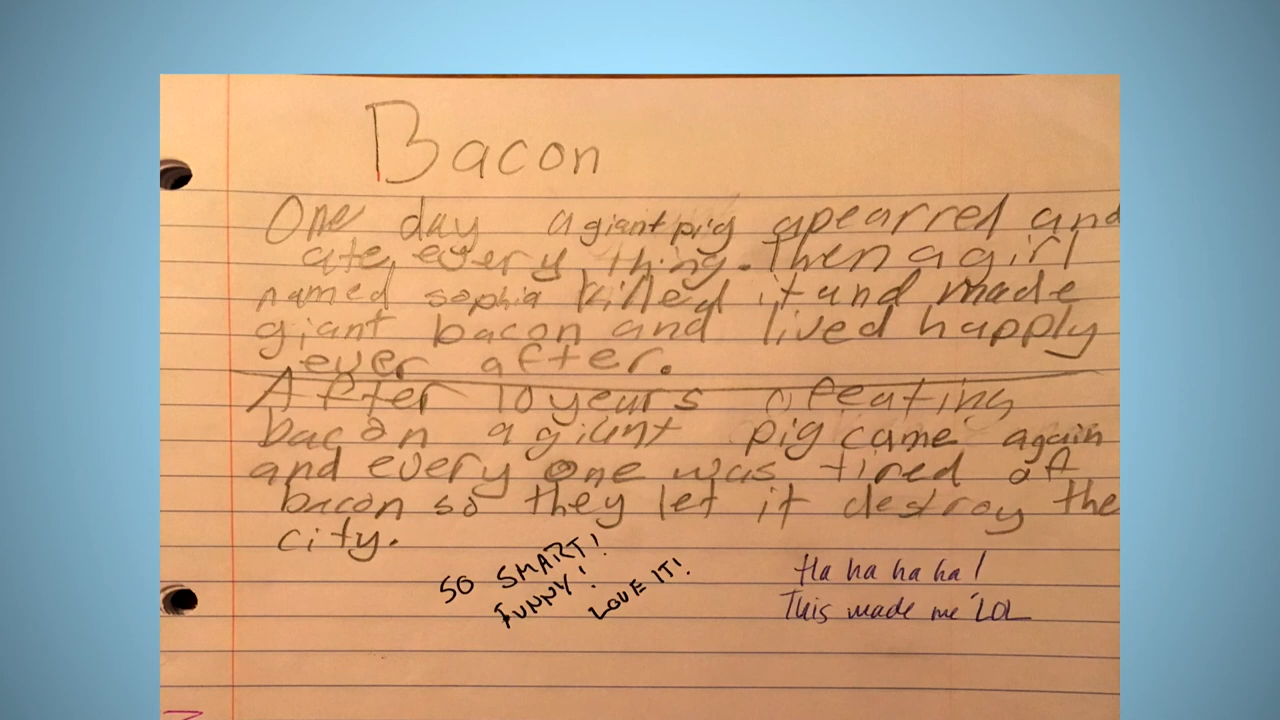 Bacon
One day a giant pig apearred and
ate every thing. Then a girl
named sophia killed it and made
giant bacon and lived happly
ever after.
After 10 years of eating
bacon a giant pig came again
and every one was tired of
bacon so they let it destroy the
city.
SO SMART!
FUNNY!
LOVE IT!
Ha ha ha ha!
This made me LOL